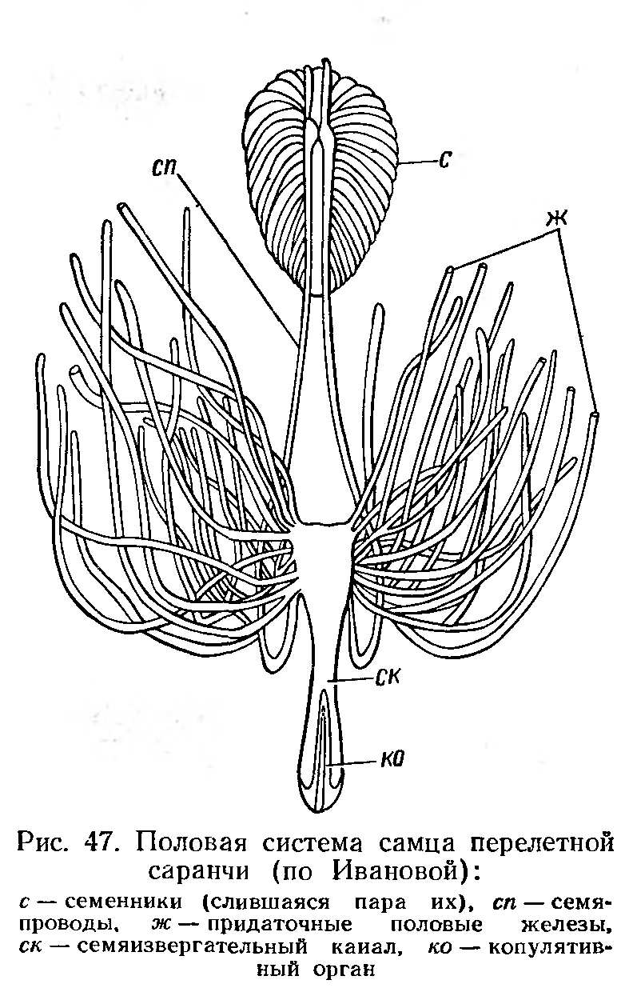 сп
с
ж
ск
ко
Рис. 47. Половая система самца перелетной
саранчи (по Ивановой):
с — семенники (слившаяся пара их), сп — семя-
проводы, ж — придаточные половые железы,
ск — семяизвергательный канал, ко — копулятив-
ный орган